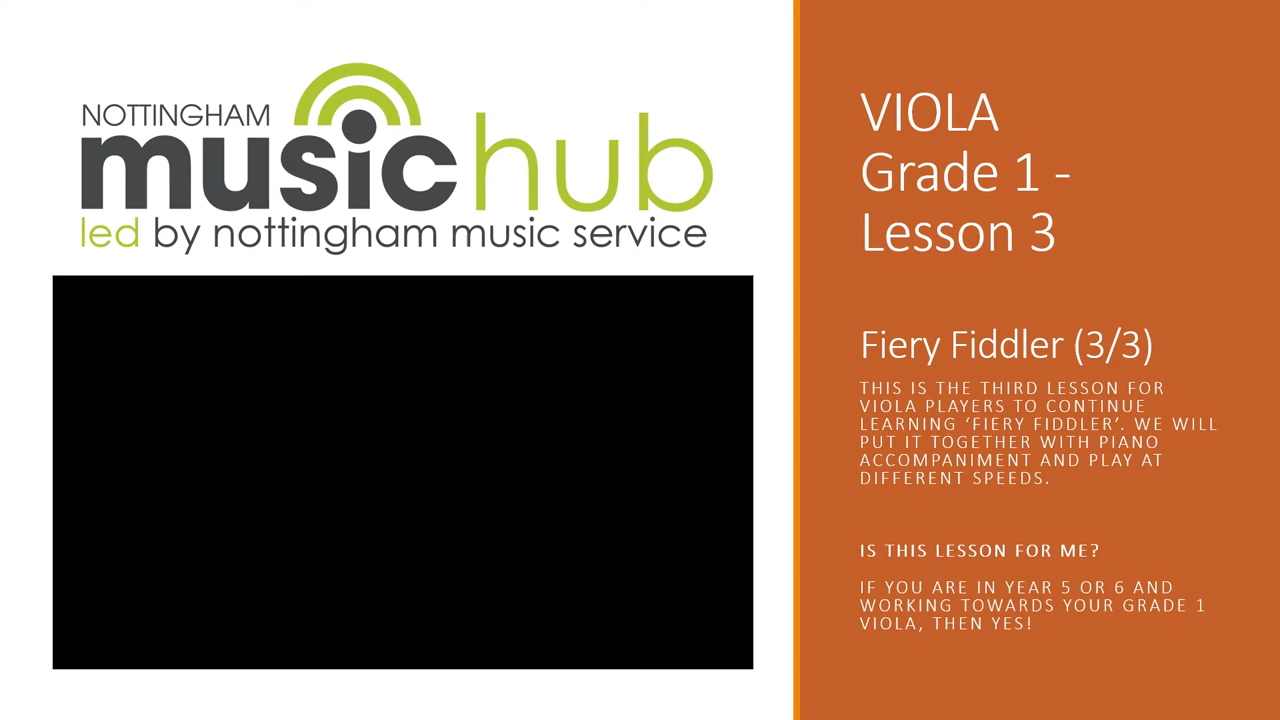 NOTTINGHAM
music hub
led by nottingham music service
VIOLA
Grade 1 -
Lesson 3
Fiery Fiddler (3/3)
THIS IS THE THIRD LESSON FOR
VIOLA PLAYERS TO CONTINUE
LEARNING ‘FIERY FIDDLER’. WE WILL
PUT IT TOGETHER WITH PIANO
ACCOMPANIMENT AND PLAY AT
DIFFERENT SPEEDS.
IS THIS LESSON FOR ME?
IF YOU ARE IN YEAR 5 OR 6 AND
WORKING TOWARDS YOUR GRADE 1
VIOLA, THEN YES!